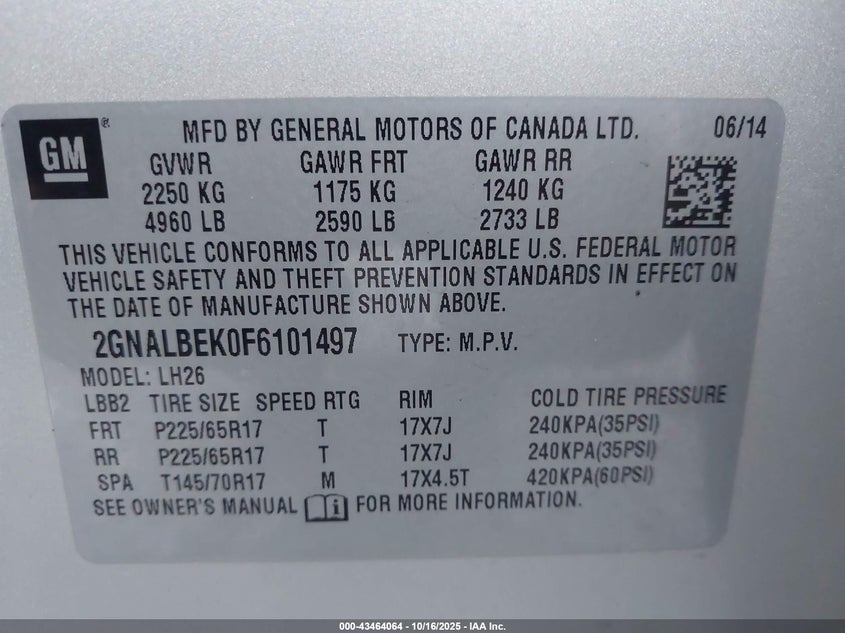 GM ® MFD BY GENERAL MOTORS OF CANADA LTD. 06/14
GVWR GAWR FRT GAWR RR
2250 KG 1175 KG 1240 KG
4960 LB 2590 LB 2733 LB
THIS VEHICLE CONFORMS TO ALL APPLICABLE U.S. FEDERAL MOTOR
VEHICLE SAFETY AND THEFT PREVENTION STANDARDS IN EFFECT ON
THE DATE OF MANUFACTURE SHOWN ABOVE.
2GNALBEK0F6101497 TYPE: M.P.V.
MODEL: LH26
LBB2 TIRE SIZE SPEED RTG RIM COLD TIRE PRESSURE
FRT P225/65R17 T 17X7J 240KPA(35PSI)
RR P225/65R17 T 17X7J 240KPA(35PSI)
SPA T145/70R17 M 17X4.5T 420KPA(60PSI)
SEE OWNER'S MANUAL i FOR MORE INFORMATION.
000-43464064 - 10/16/2025 - IAA Inc.